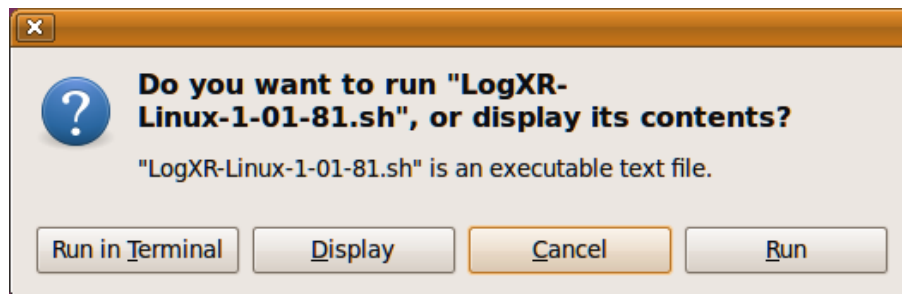 Do you want to run "LogXR-
Linux-1-01-81.sh", or display its contents?
"LogXR-Linux-1-01-81.sh" is an executable text file.
Run in Terminal Display Cancel Run